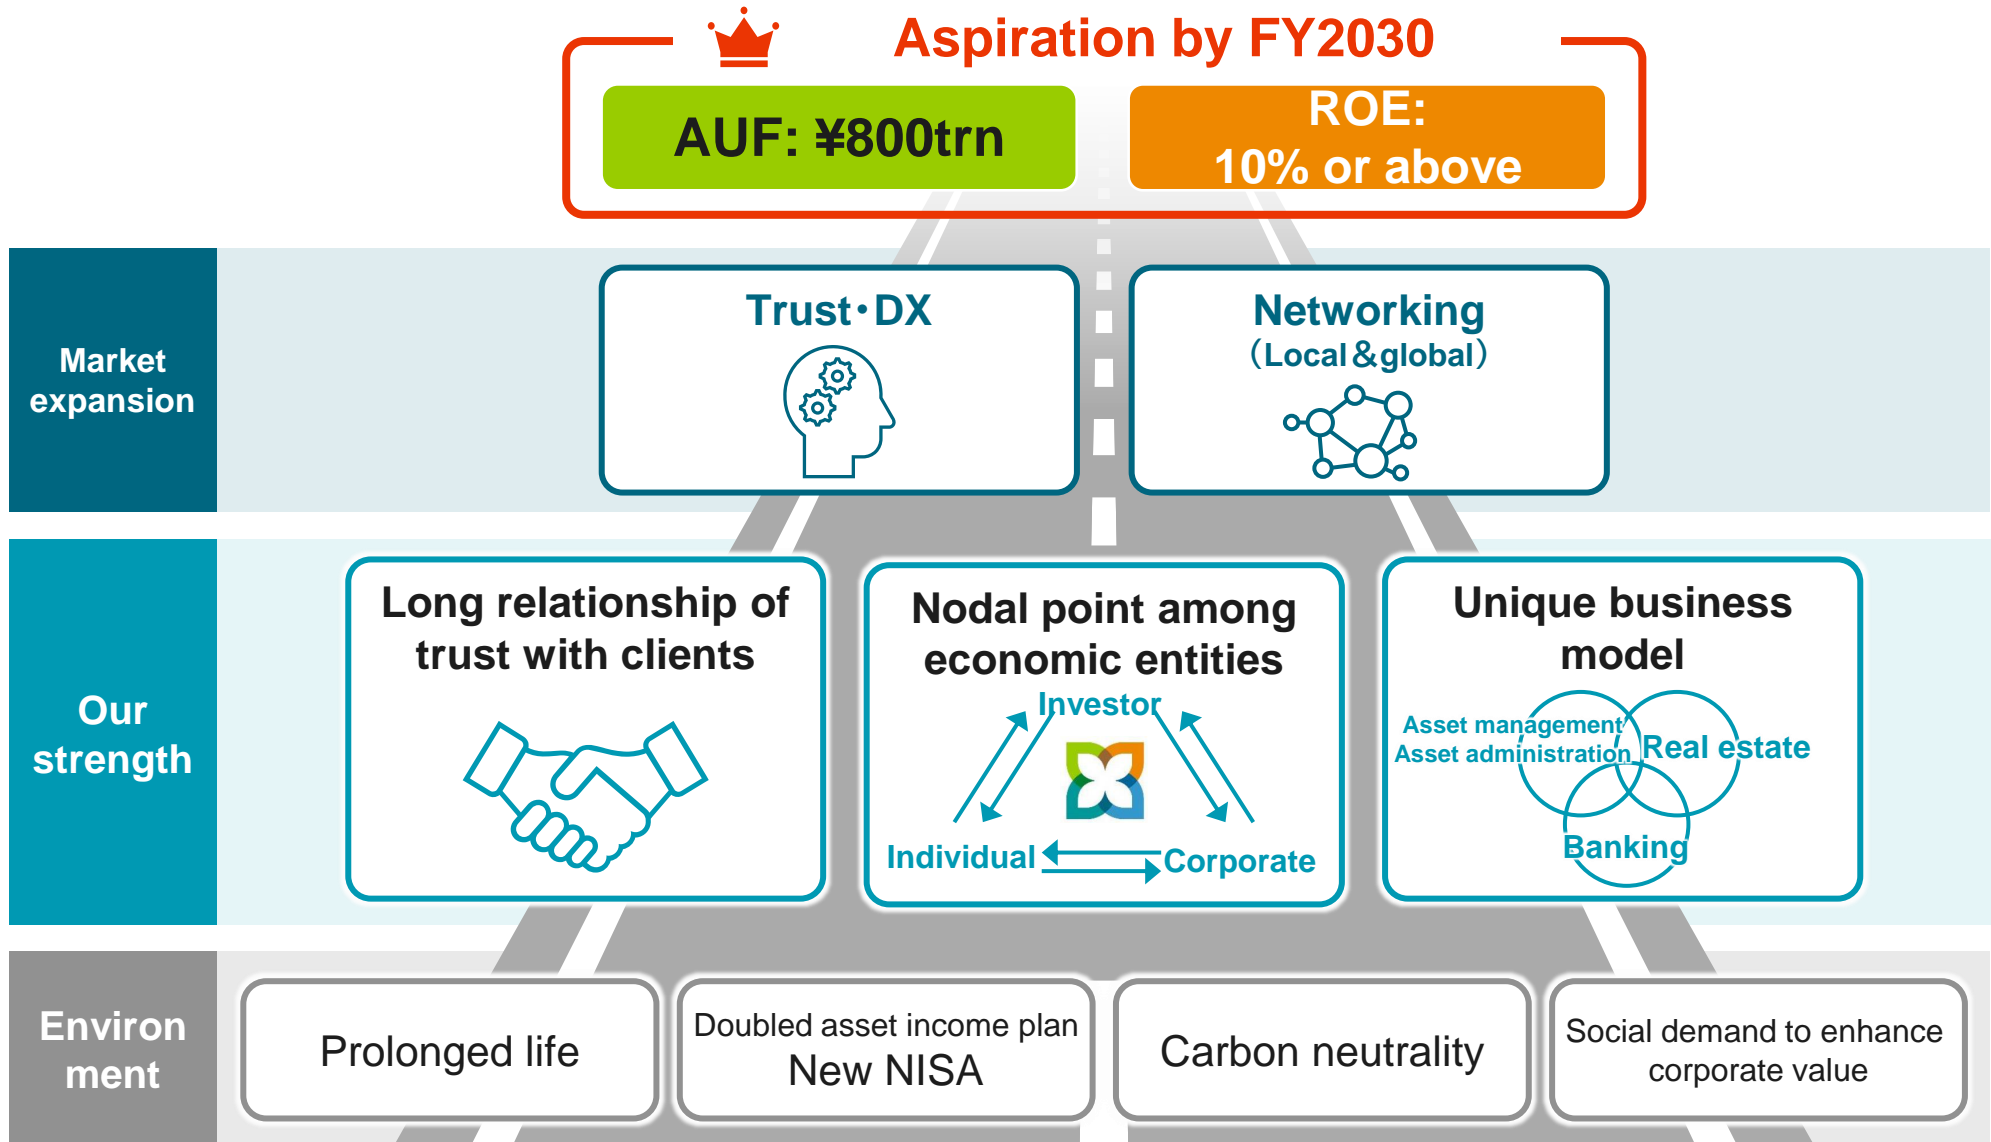 Aspiration by FY2030
AUF: ¥800trn
ROE:
10% or above
Market
expansion
Trust・DX
Networking
（Local＆global）
Our
strength
Long relationship of
trust with clients
Nodal point among
economic entities
Investor
Individual
Corporate
Unique business
model
Asset management
Asset administration
Real estate
Banking
Environ
ment
Prolonged life
Doubled asset income plan
New NISA
Carbon neutrality
Social demand to enhance
corporate value